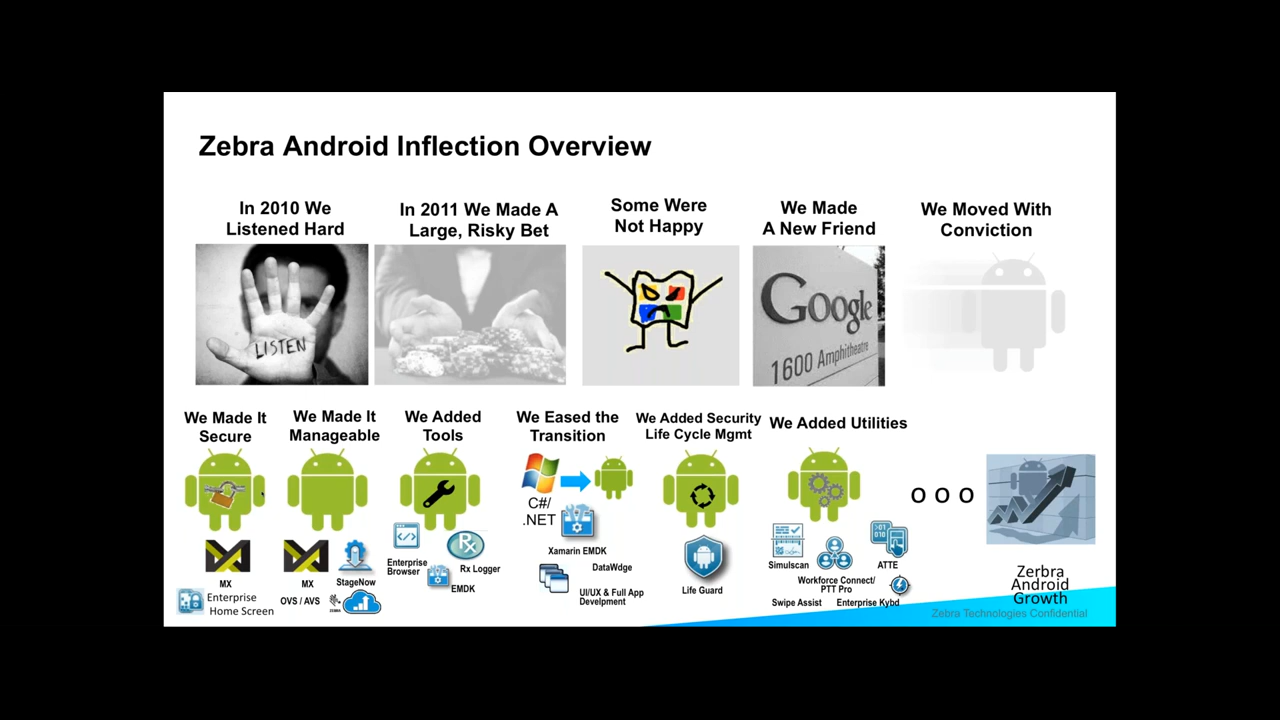 Zebra Android Inflection Overview
In 2010 We
Listened Hard
In 2011 We Made A
Large, Risky Bet
Some Were
Not Happy
We Made
A New Friend
We Moved With
Conviction
LISTEN
Google
1600 Amphitheatre
We Made It
Secure
We Made It
Manageable
We Added
Tools
We Eased the
Transition
We Added Security
Life Cycle Mgmt
We Added Utilities
C#/
.NET
O O O
MX
Enterprise
Home Screen
MX
StageNow
OVS / AVS
ZEBRA
Enterprise
Browser
Rx
Rx Logger
EMDK
Xamarin EMDK
DataWdge
UI/UX & Full App
Develpment
Life Guard
Simulscan
>01
010
ATTE
Workforce Connect/
PTT Pro
Swipe Assist
Enterprise Kybd
Zerbra
Android
Growth
Zebra Technologies Confidential